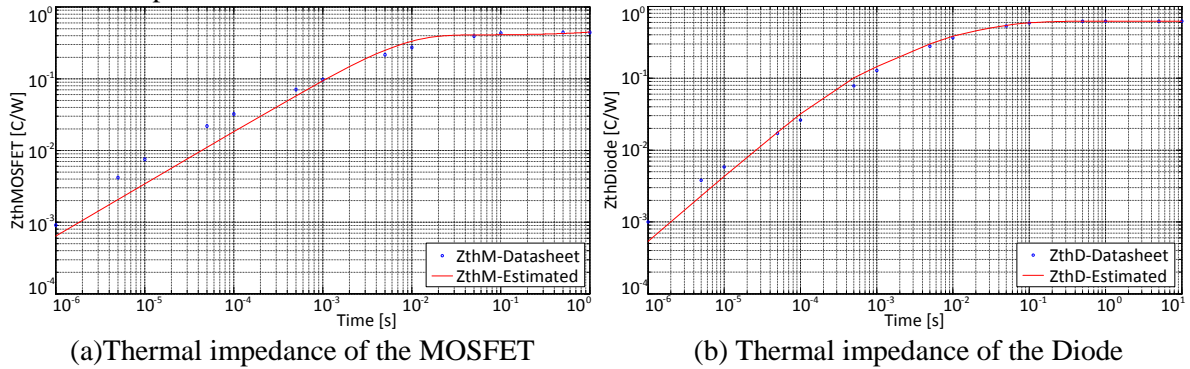 10^0
10^-1
10^-2
10^-3
10^-4
ZthMOSFET [C/W]
ZthM-Datasheet
ZthM-Estimated
10^-6 10^-5 10^-4 10^-3 10^-2 10^-1 10^0
Time [s]
(a)Thermal impedance of the MOSFET
10^0
10^-1
10^-2
10^-3
10^-4
ZthDiode [C/W]
ZthD-Datasheet
ZthD-Estimated
10^-6 10^-5 10^-4 10^-3 10^-2 10^-1 10^0 10^1
Time [s]
(b) Thermal impedance of the Diode